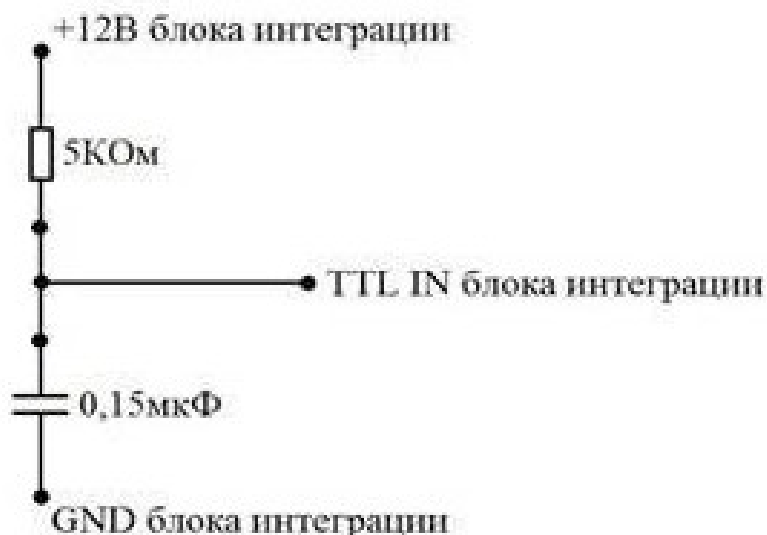 +12В блока интеграции
5КОм
TTL IN блока интеграции
0,15мкФ
GND блока интеграции